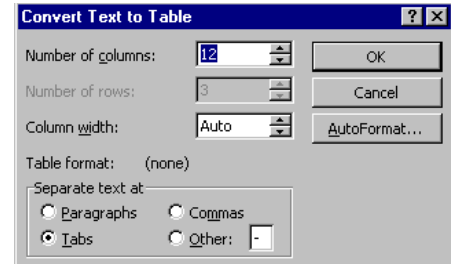 Convert Text to Table
Number of columns: 12 OK
Number of rows: 3 Cancel
Column width: Auto AutoFormat...
Table format: (none)
Separate text at
Paragraphs Commas
Tabs Other: -